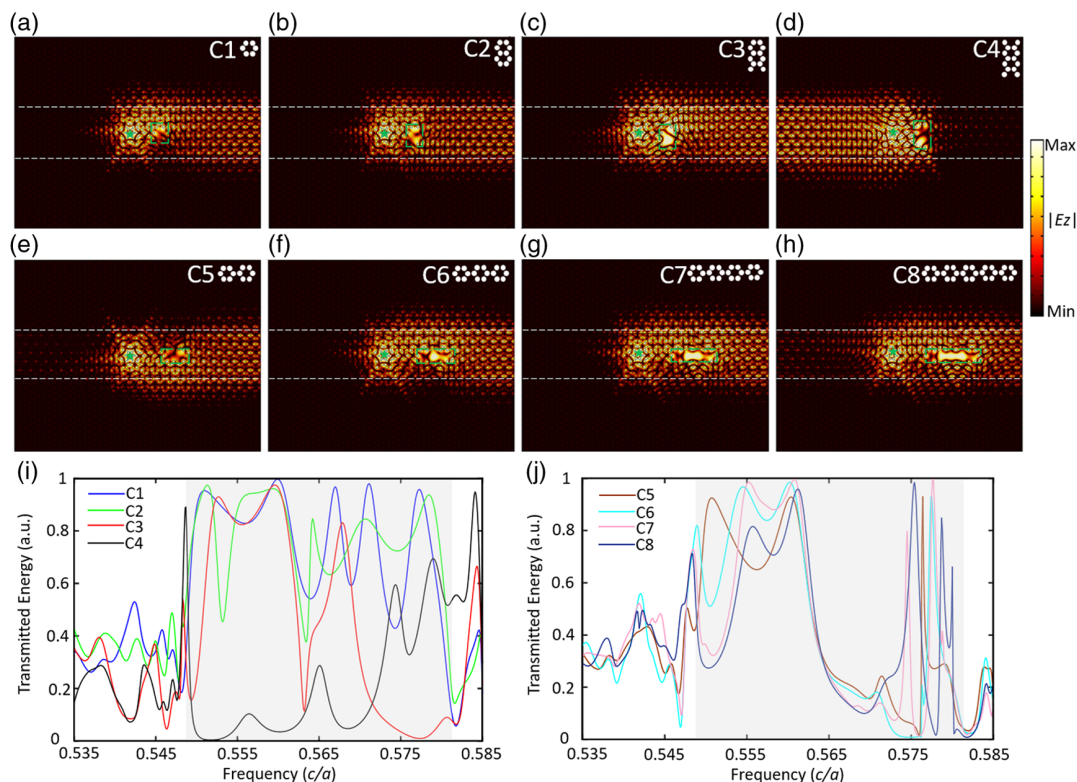 (a)
C1
(b)
C2
(c)
C3
(d)
C4
Max
|Ez|
Min
(e)
C5
(f)
C6
(g)
C7
(h)
C8
(i)
1
0.8
0.6
0.4
0.2
0
Transmitted Energy (a.u.)
C1
C2
C3
C4
0.535 0.545 0.555 0.565 0.575 0.585
Frequency (c/a)
(j)
1
0.8
0.6
0.4
0.2
0
Transmitted Energy (a.u.)
C5
C6
C7
C8
0.535 0.545 0.555 0.565 0.575 0.585
Frequency (c/a)